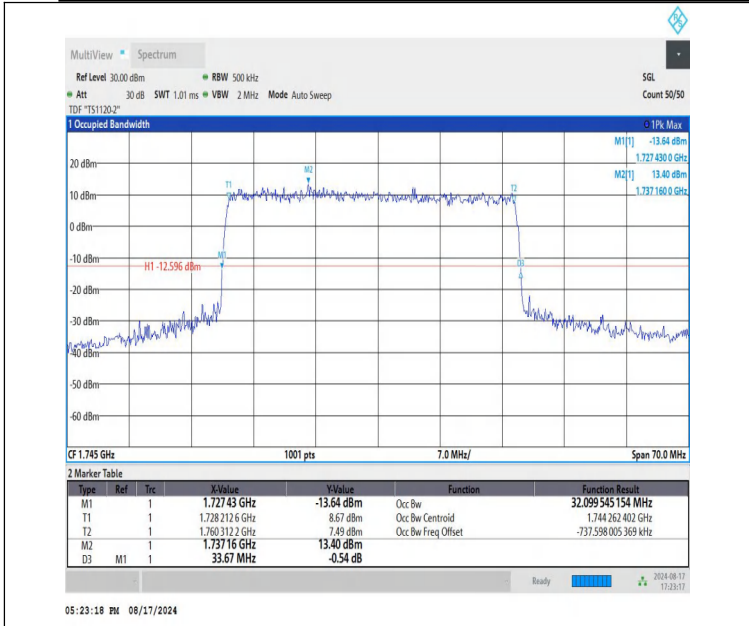 MultiView Spectrum
Ref Level 30.00 dBm RBW 500 kHz SGL
Att 30 dB SWT 1.01 ms VBW 2 MHz Mode Auto Sweep Count 50/50
TDF "TS1120-2"
1 Occupied Bandwidth 1Pk Max
M1[1] -13.64 dBm
1.727 430 0 GHz
M2[1] 13.40 dBm
1.737 160 0 GHz
20 dBm
M2
T1 T2
10 dBm
0 dBm
-10 dBm
M1
H1 -12.596 dBm
D3
-20 dBm
-30 dBm
-40 dBm
-50 dBm
-60 dBm
CF 1.745 GHz 1001 pts 7.0 MHz/ Span 70.0 MHz
2 Marker Table
Type Ref Trc X-Value Y-Value Function Function Result
M1 1 1.727 43 GHz -13.64 dBm Occ Bw 32.099 545 154 MHz
T1 1 1.728 212 6 GHz 8.67 dBm Occ Bw Centroid 1.744 262 402 GHz
T2 1 1.760 312 2 GHz 7.49 dBm Occ Bw Freq Offset -737.598 005 369 kHz
M2 1 1.737 16 GHz 13.40 dBm
D3 M1 1 33.67 MHz -0.54 dB
Ready 2024-08-17
17:23:17
05:23:18 PM 08/17/2024